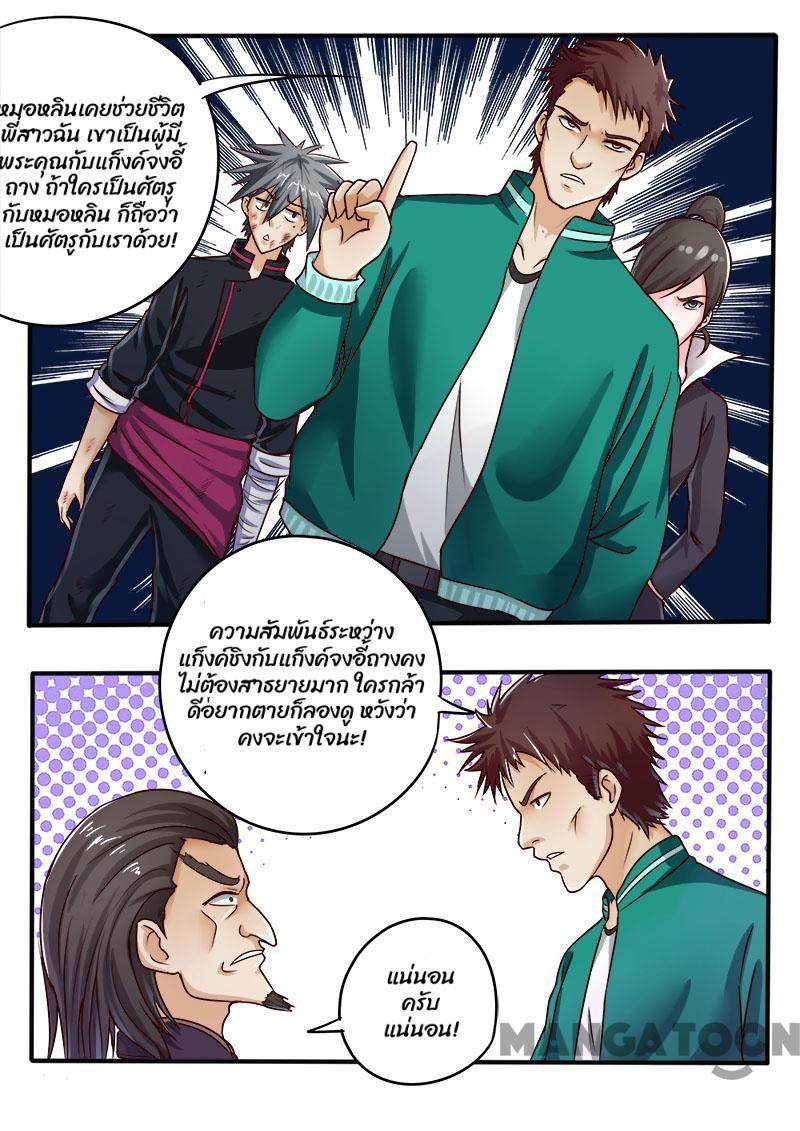 หมอหลินเคยช่วยชีวิต
พี่สาวฉัน เขาเป็นผู้มี
พระคุณกับแก็งค์จงอี้
ถาง ถ้าใครเป็นศัตรู
กับหมอหลิน ก็ถือว่า
เป็นศัตรูกับเราด้วย!
ความสัมพันธ์ระหว่าง
แก็งค์ชิงกับแก็งค์จงอี้ถางคง
ไม่ต้องสาธยายมาก ใครกล้า
ดีอยากตายก็ลองดู หวังว่า
คงจะเข้าใจนะ!
แน่นอน
ครับ
แน่นอน!
MANGATOON